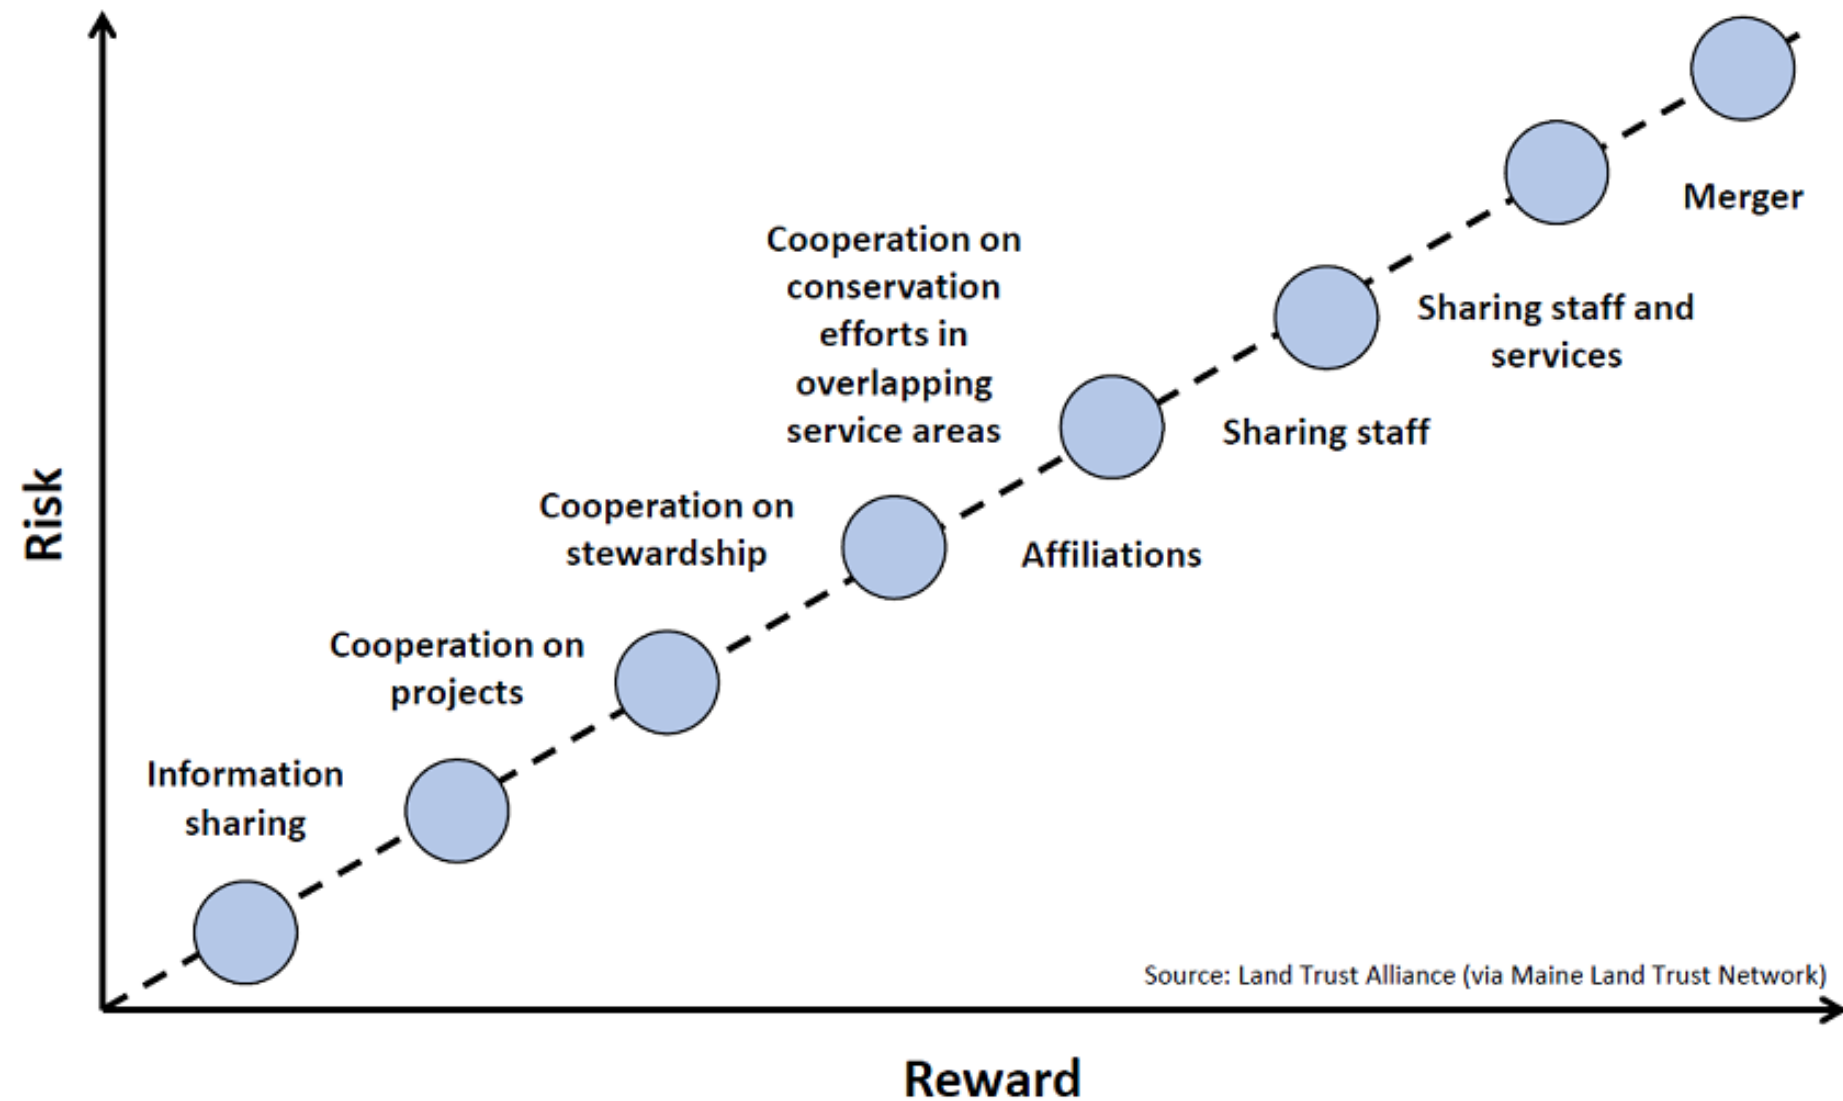 Cooperation on
conservation
efforts in
overlapping
service areas
Merger
Sharing staff and
services
Sharing staff
Cooperation on
stewardship
Affiliations
Cooperation on
projects
Information
sharing
Risk
Source: Land Trust Alliance (via Maine Land Trust Network)
Reward